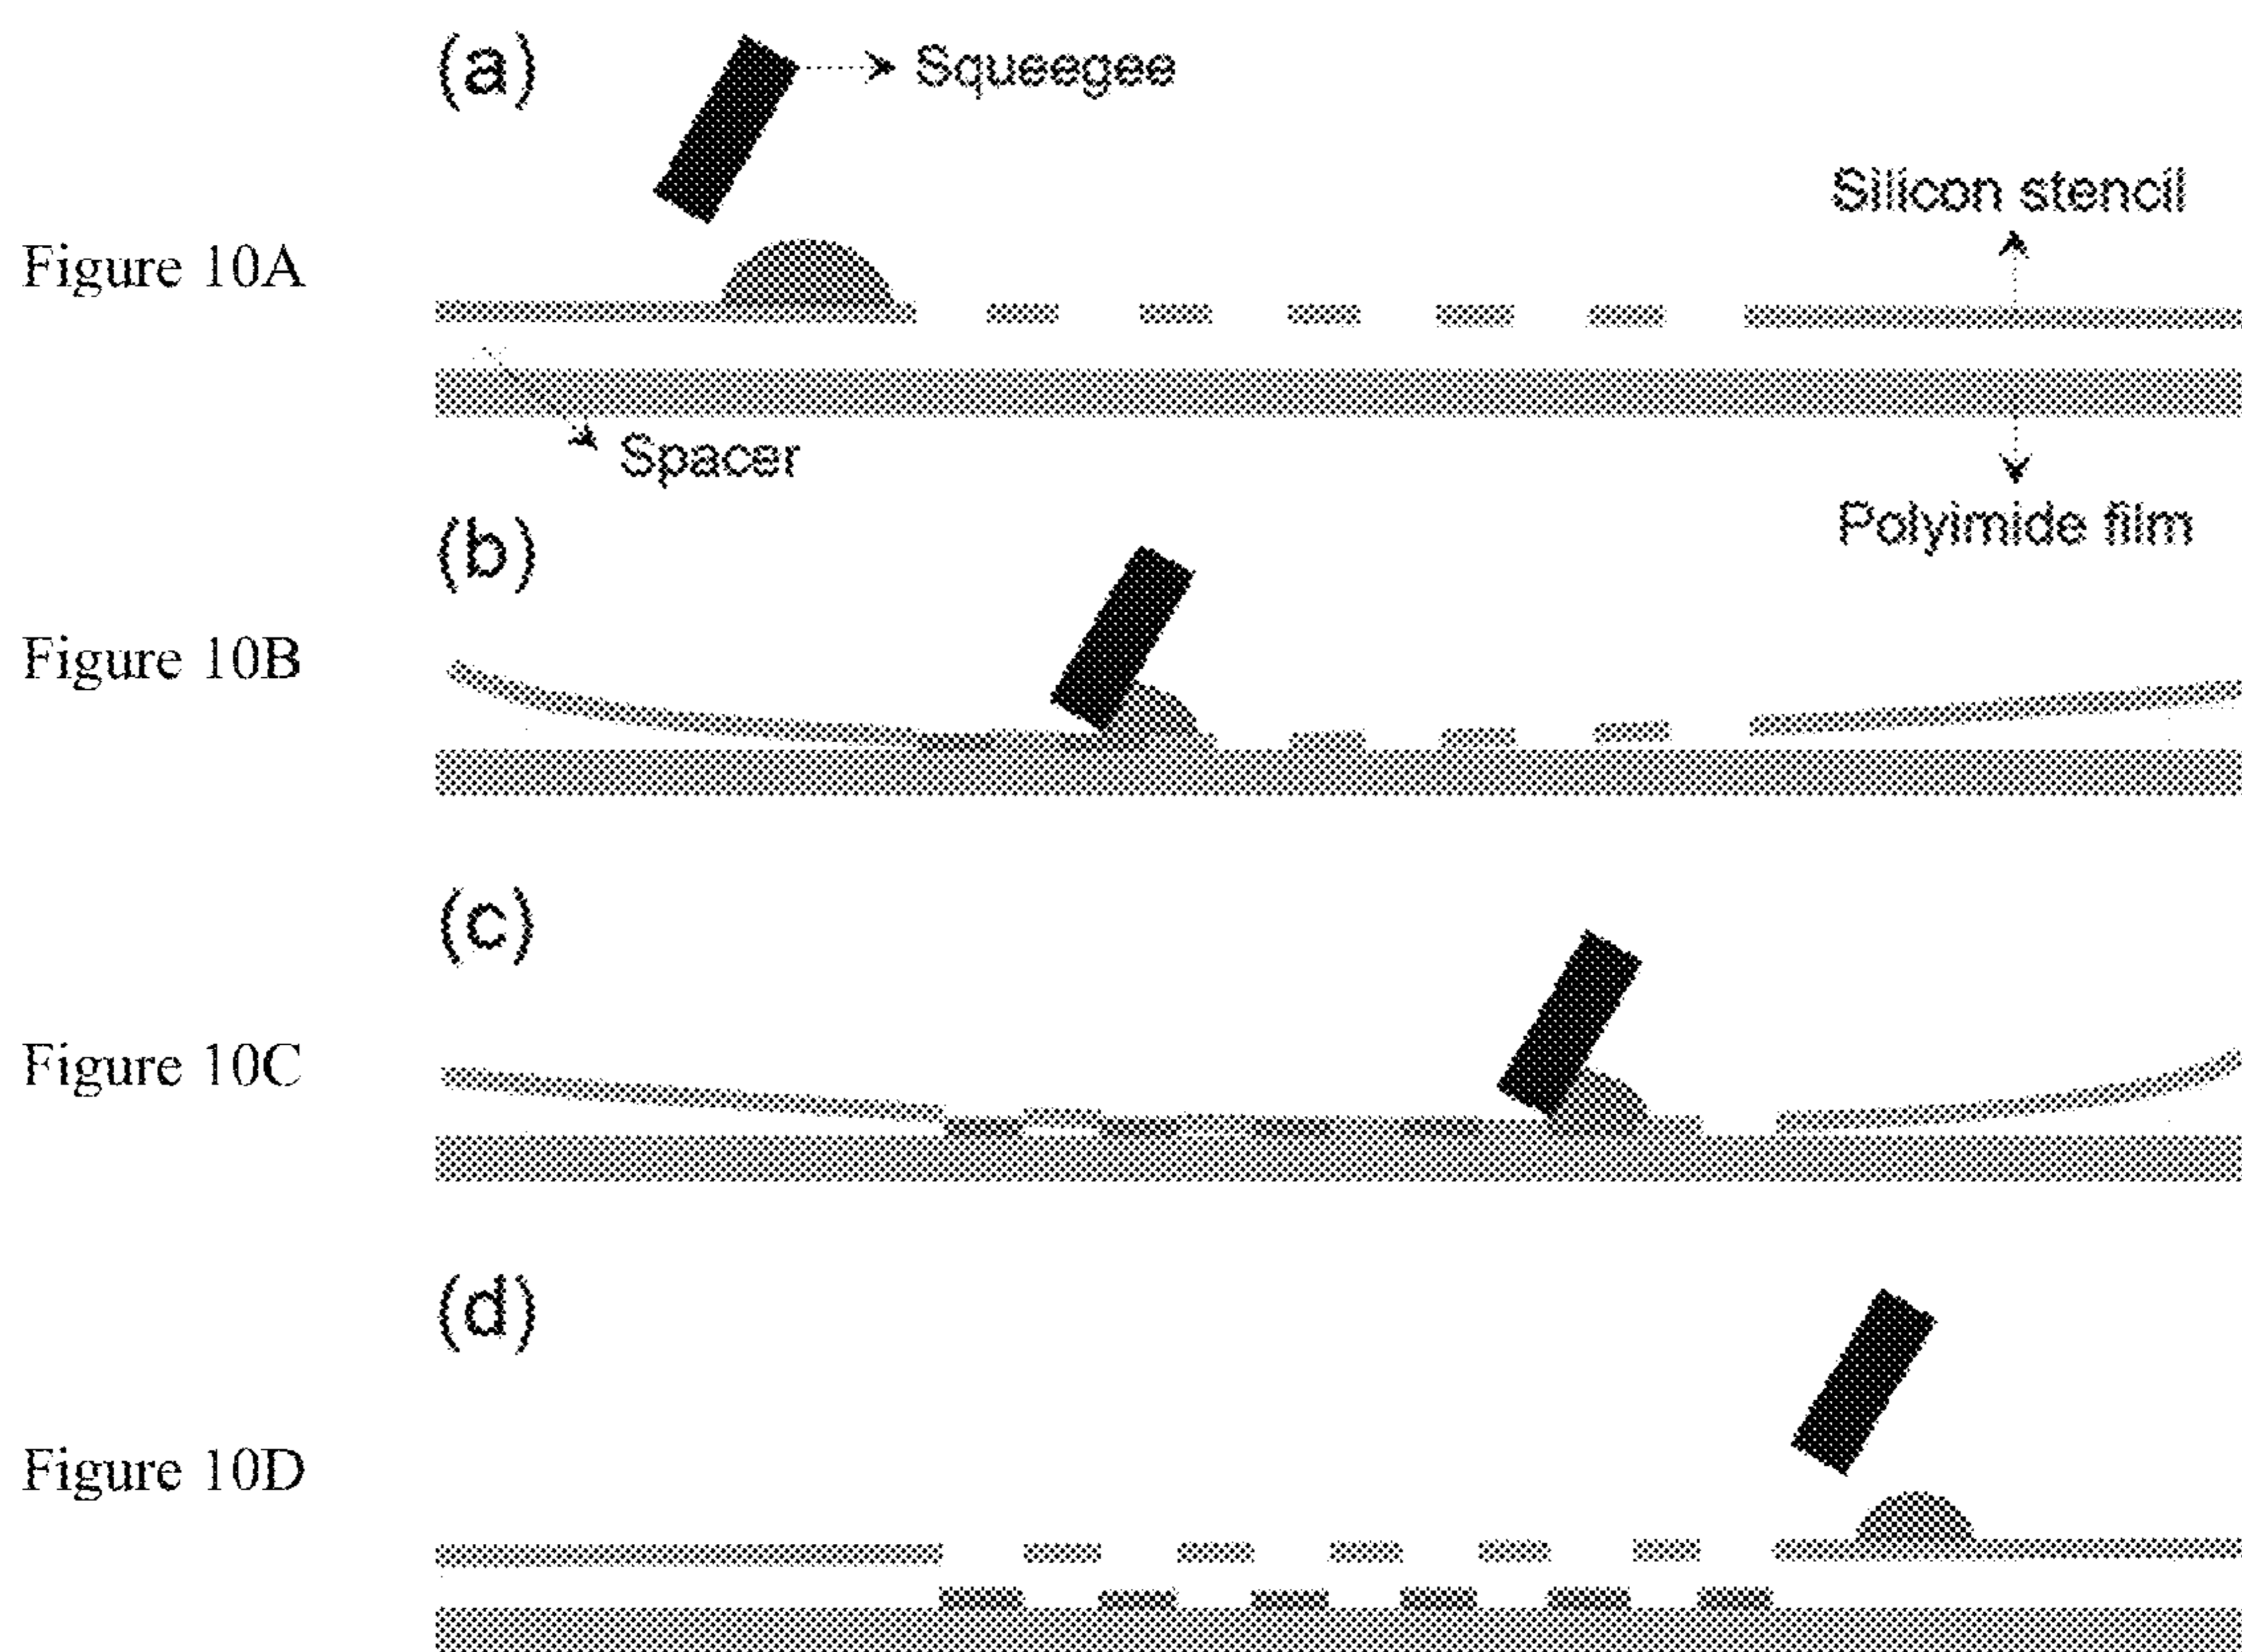 (a)
Squeegee
Silicon stencil
Figure 10A
Spacer
Polyimide film
(b)
Figure 10B
(c)
Figure 10C
(d)
Figure 10D